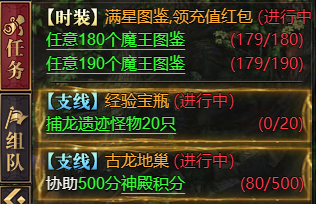 任务
组队
【时装】满星图鉴,领充值红包(进行中
任意180个魔王图鉴 (179/180)
任意190个魔王图鉴 (179/190)
【支线】经验宝瓶(进行中)
捕龙遗迹怪物20只 (0/20)
【支线】古龙地巢(进行中)
协助500分神殿积分 (80/500)